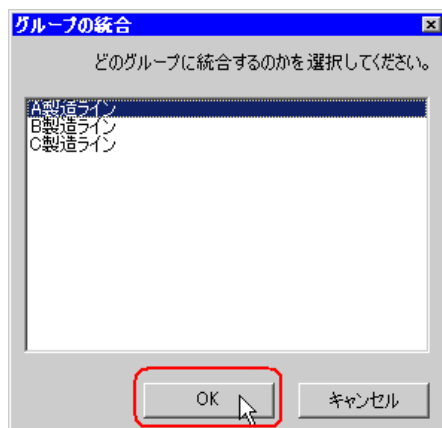 グループの統合
どのグループに統合するのかを選択してください。
A製造ライン
B製造ライン
C製造ライン
OK
キャンセル